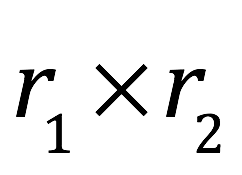 r₁ × r₂